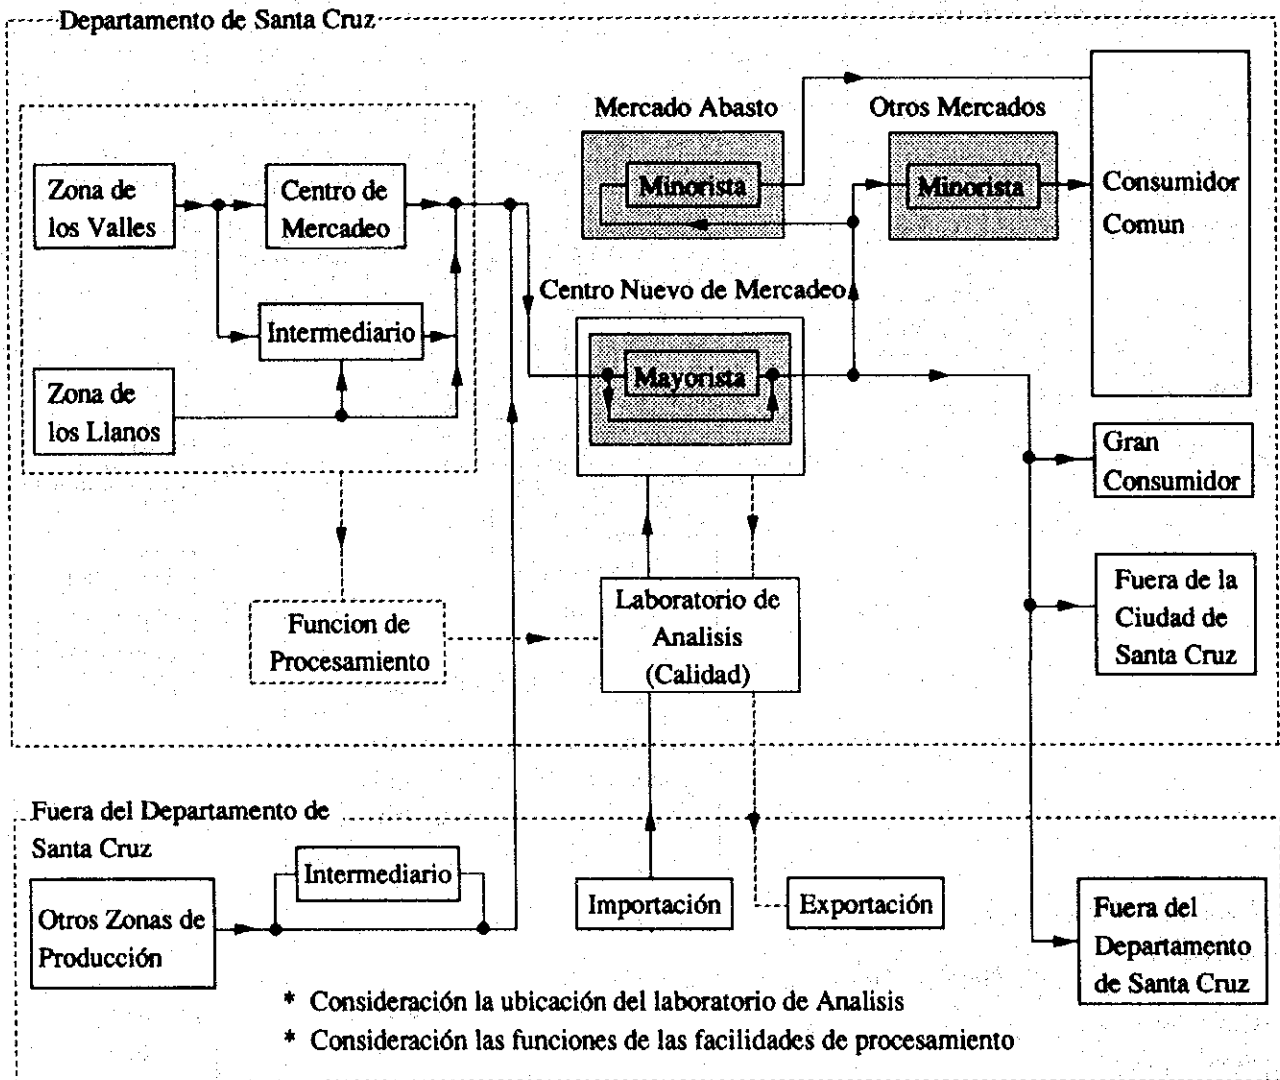 Departamento de Santa Cruz
Mercado Abasto
Otros Mercados
Zona de
los Valles
Centro de
Mercadeo
Minorista
Minorista
Consumidor
Comun
Centro Nuevo de Mercadeo
Intermediario
Mayorista
Zona de
los Llanos
Gran
Consumidor
Funcion de
Procesamiento
Laboratorio de
Analisis
(Calidad)
Fuera de la
Ciudad de
Santa Cruz
Fuera del Departamento de
Santa Cruz
Intermediario
Otros Zonas de
Producción
Importación
Exportación
Fuera del
Departamento
de Santa Cruz
* Consideración la ubicación del laboratorio de Analisis
* Consideración las funciones de las facilidades de procesamiento